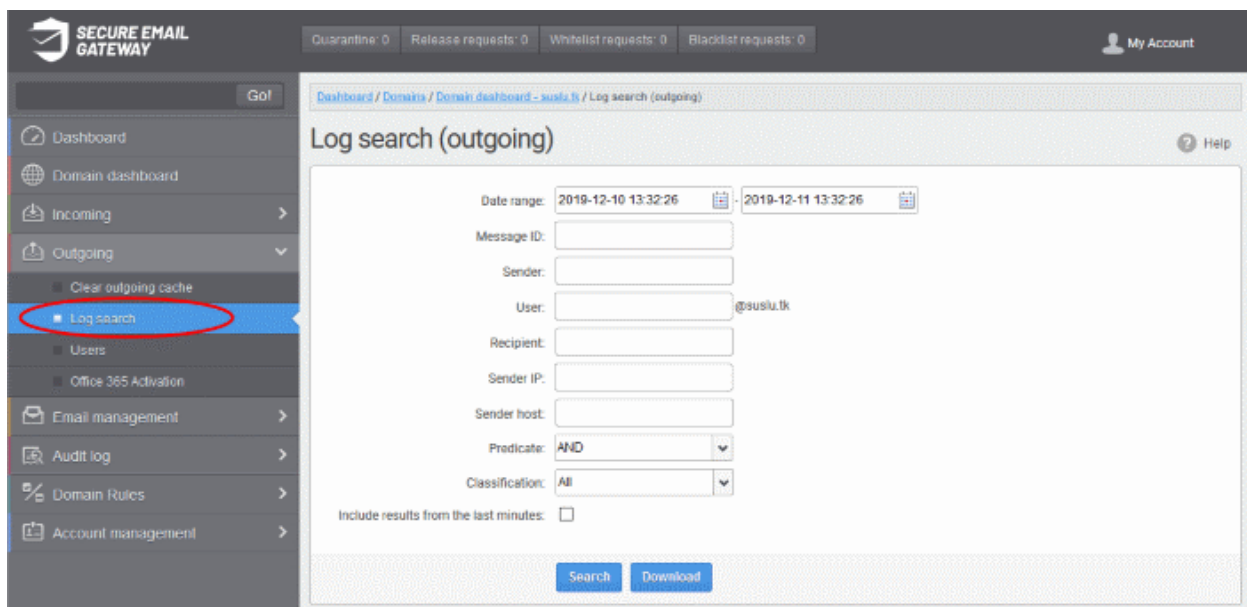 SECURE EMAIL
GATEWAY
Quarantine: 0 Release requests: 0 Whitelist requests: 0 Blacklist requests: 0
My Account
Go!
Dashboard / Domains / Domain dashboard - suslu.tk / Log search (outgoing)
Dashboard
Domain dashboard
Incoming
Outgoing
Clear outgoing cache
Log search
Users
Office 365 Activation
Email management
Audit log
Domain Rules
Account management
Log search (outgoing)
Help
Date range: 2019-12-10 13:32:26 - 2019-12-11 13:32:26
Message ID:
Sender:
User: @suslu.tk
Recipient:
Sender IP:
Sender host:
Predicate: AND
Classification: All
Include results from the last minutes:
Search Download